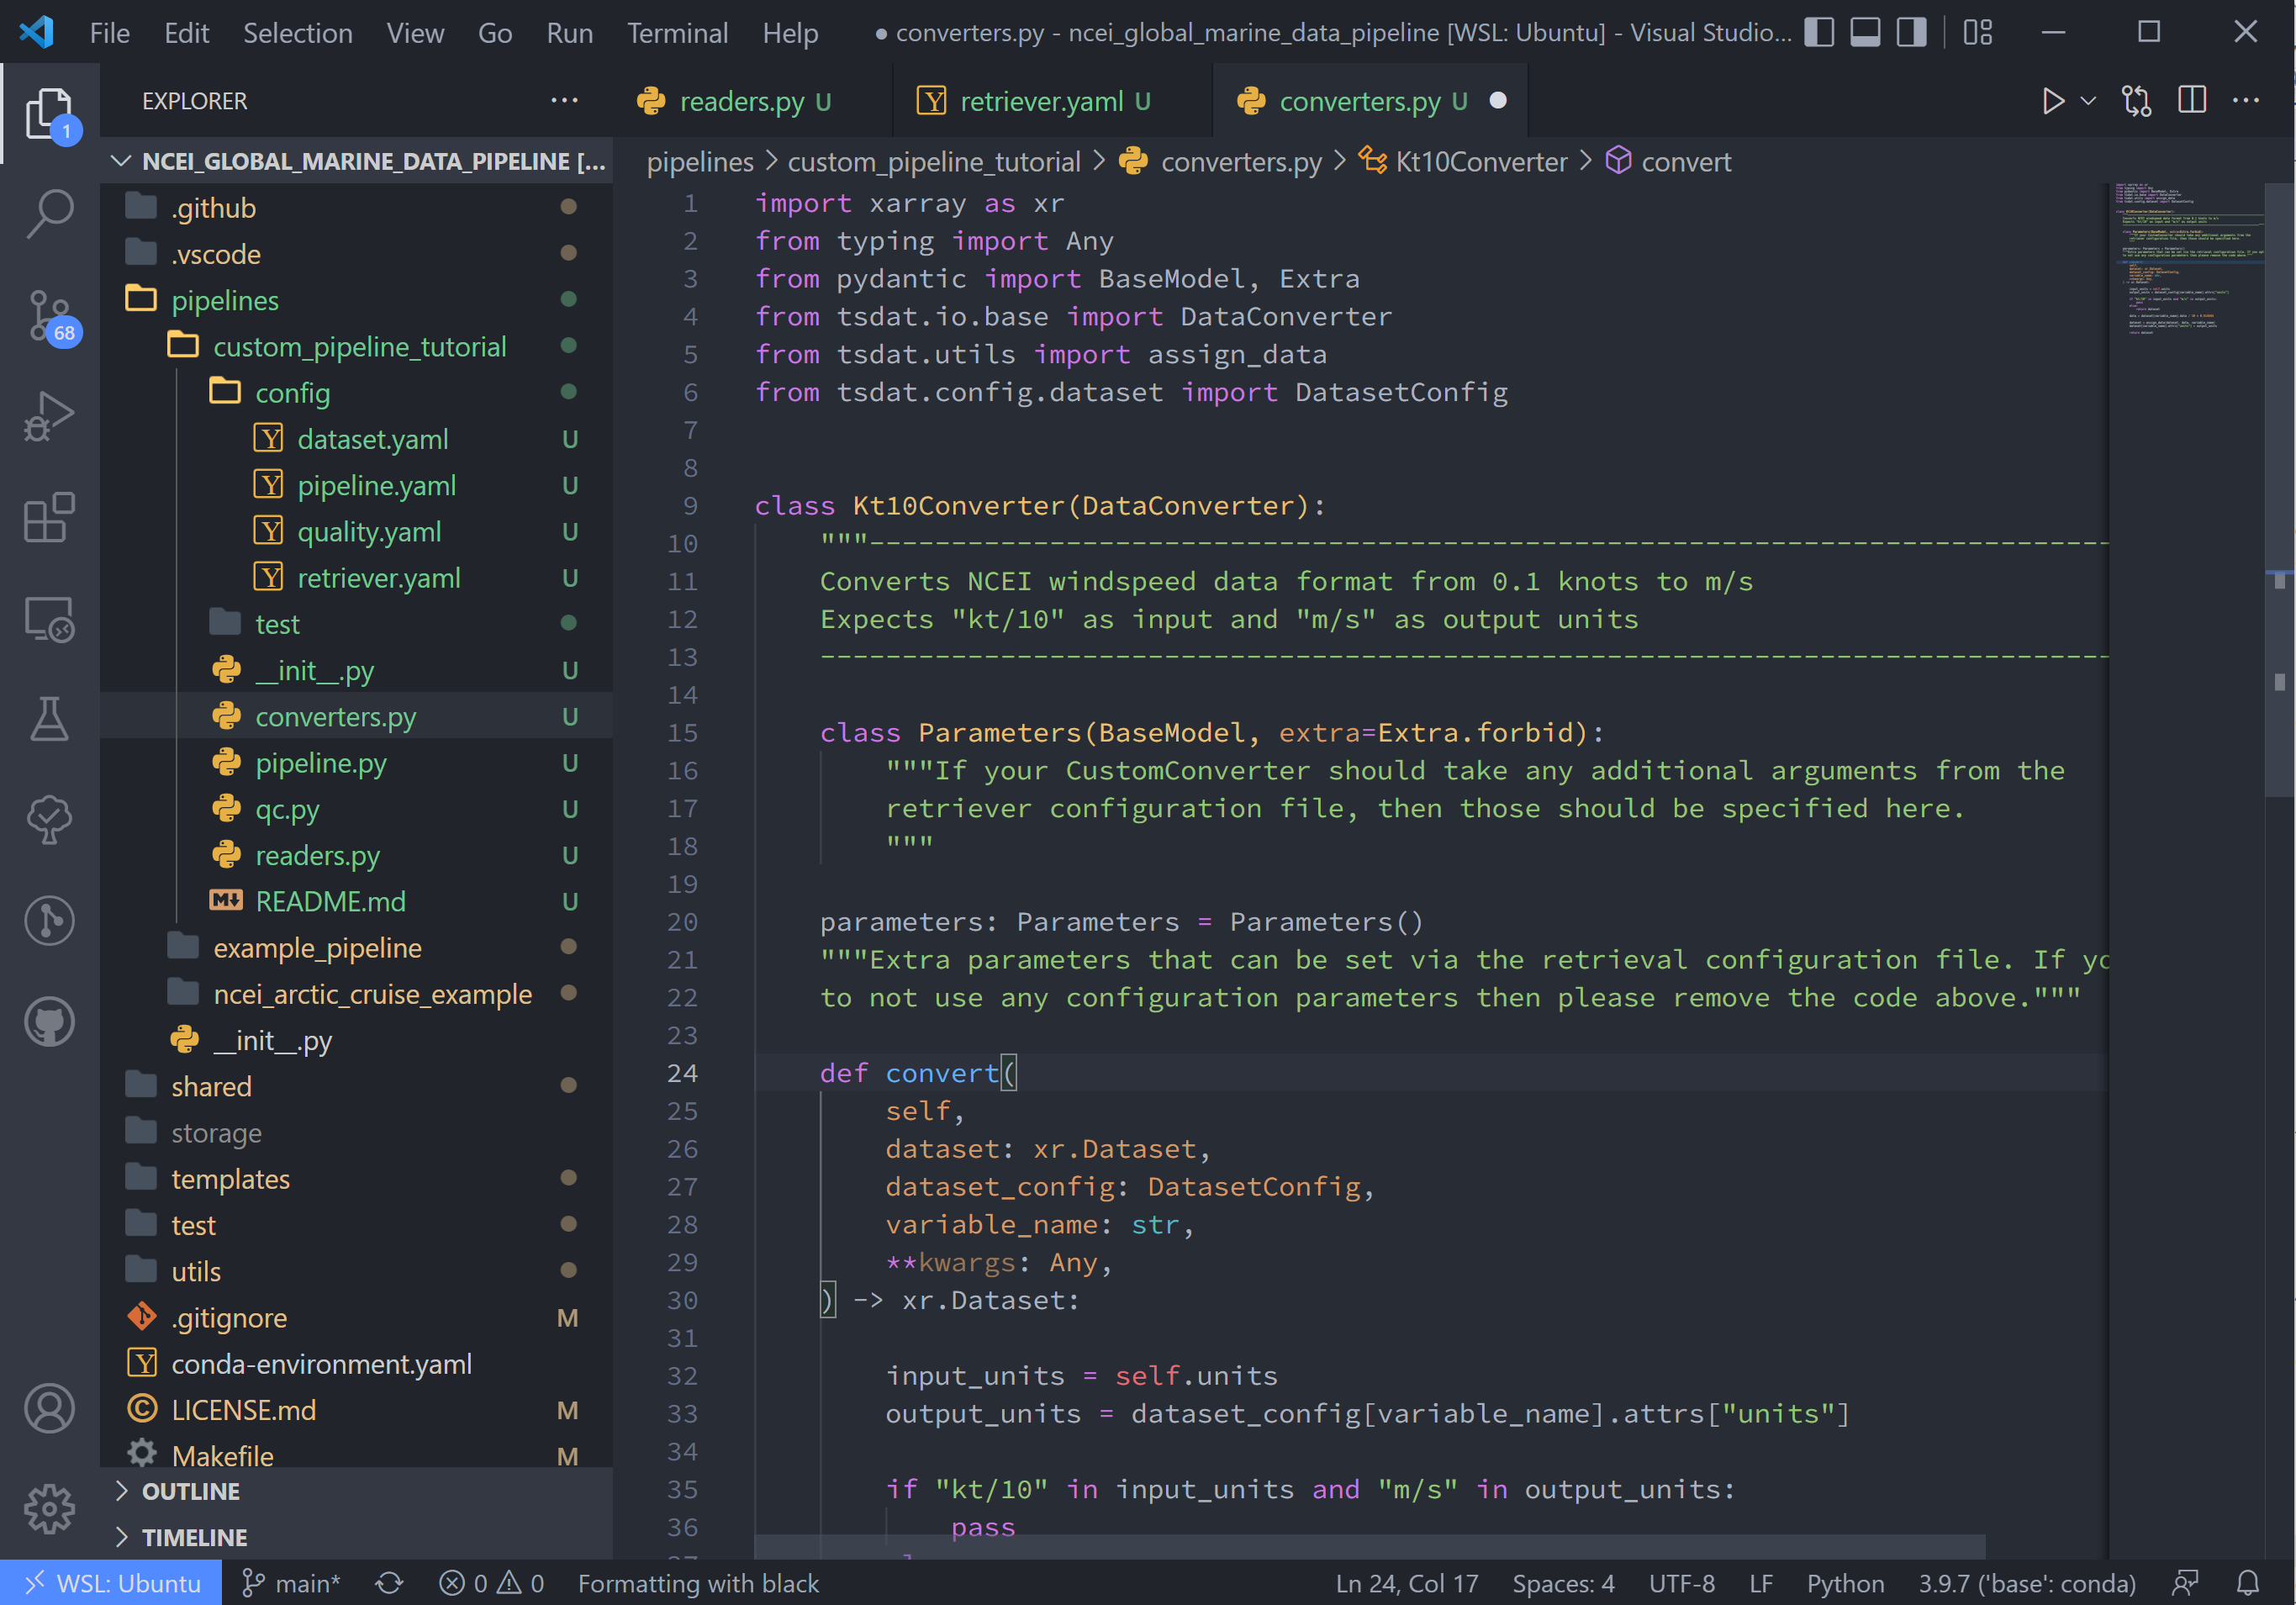 File Edit Selection View Go Run Terminal Help ● converters.py - ncei_global_marine_data_pipeline [WSL: Ubuntu] - Visual Studio...
EXPLORER ...
1
68
NCEI_GLOBAL_MARINE_DATA_PIPELINE [...
.github
.vscode
pipelines
custom_pipeline_tutorial
config
Y dataset.yaml U
Y pipeline.yaml U
Y quality.yaml U
Y retriever.yaml U
test
__init__.py U
converters.py U
pipeline.py U
qc.py U
readers.py U
README.md U
example_pipeline
ncei_arctic_cruise_example
__init__.py
shared
storage
templates
test
utils
.gitignore M
Y conda-environment.yaml
LICENSE.md M
Makefile M
OUTLINE
TIMELINE
readers.py U Y retriever.yaml U converters.py U ●
pipelines > custom_pipeline_tutorial > converters.py > Kt10Converter > convert
1 import xarray as xr
2 from typing import Any
3 from pydantic import BaseModel, Extra
4 from tsdat.io.base import DataConverter
5 from tsdat.utils import assign_data
6 from tsdat.config.dataset import DatasetConfig
7
8
9 class Kt10Converter(DataConverter):
10 """----------------------------------------------------------------------------
11 Converts NCEI windspeed data format from 0.1 knots to m/s
12 Expects "kt/10" as input and "m/s" as output units
13 -------------------------------------------------------------------------------
14
15 class Parameters(BaseModel, extra=Extra.forbid):
16 """If your CustomConverter should take any additional arguments from the
17 retriever configuration file, then those should be specified here.
18 """
19
20 parameters: Parameters = Parameters()
21 """Extra parameters that can be set via the retrieval configuration file. If yo
22 to not use any configuration parameters then please remove the code above."""
23
24 def convert(
25 self,
26 dataset: xr.Dataset,
27 dataset_config: DatasetConfig,
28 variable_name: str,
29 **kwargs: Any,
30 ) -> xr.Dataset:
31
32 input_units = self.units
33 output_units = dataset_config[variable_name].attrs["units"]
34
35 if "kt/10" in input_units and "m/s" in output_units:
36 pass
WSL: Ubuntu main* 0 0 Formatting with black Ln 24, Col 17 Spaces: 4 UTF-8 LF Python 3.9.7 ('base': conda)